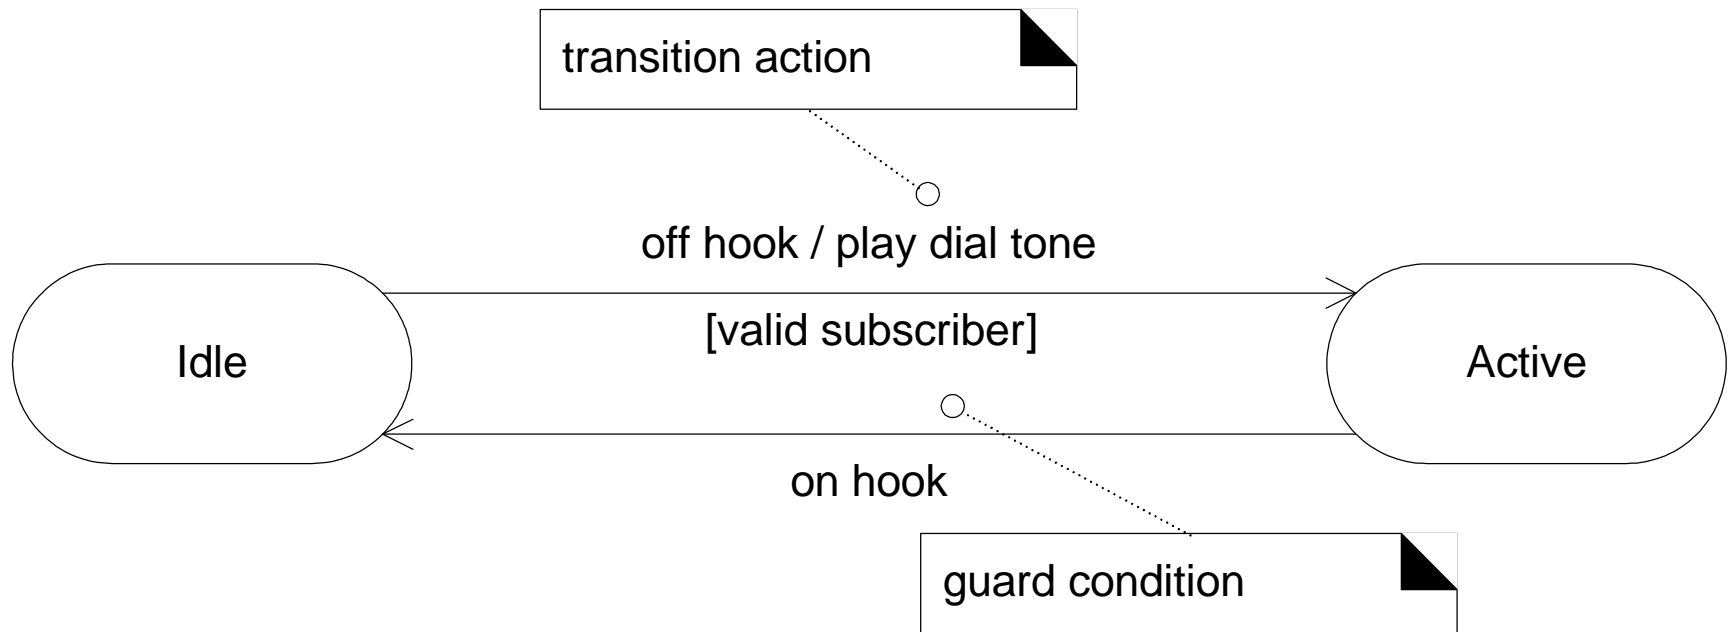 transition action
off hook / play dial tone
[valid subscriber]
Idle
Active
on hook
guard condition